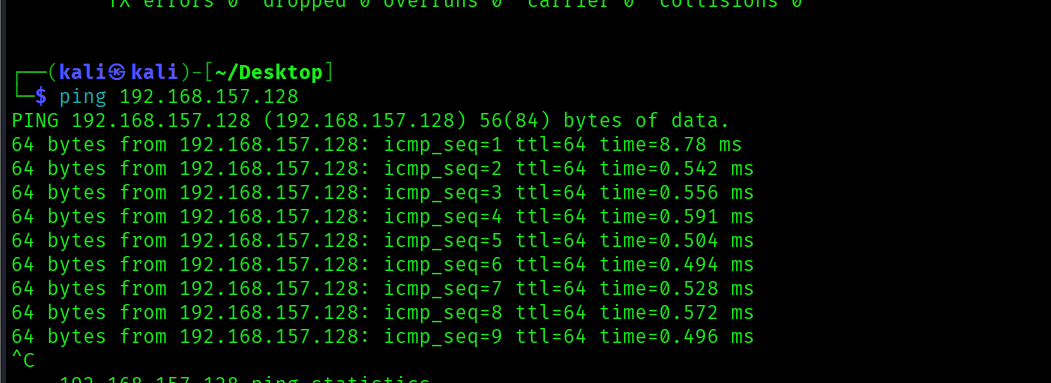 TX errors 0 dropped 0 overruns 0 carrier 0 collisions 0
┌──(kali㉿kali)-[~/Desktop]
└─$ ping 192.168.157.128
PING 192.168.157.128 (192.168.157.128) 56(84) bytes of data.
64 bytes from 192.168.157.128: icmp_seq=1 ttl=64 time=8.78 ms
64 bytes from 192.168.157.128: icmp_seq=2 ttl=64 time=0.542 ms
64 bytes from 192.168.157.128: icmp_seq=3 ttl=64 time=0.556 ms
64 bytes from 192.168.157.128: icmp_seq=4 ttl=64 time=0.591 ms
64 bytes from 192.168.157.128: icmp_seq=5 ttl=64 time=0.504 ms
64 bytes from 192.168.157.128: icmp_seq=6 ttl=64 time=0.494 ms
64 bytes from 192.168.157.128: icmp_seq=7 ttl=64 time=0.528 ms
64 bytes from 192.168.157.128: icmp_seq=8 ttl=64 time=0.572 ms
64 bytes from 192.168.157.128: icmp_seq=9 ttl=64 time=0.496 ms
^C
192.168.157.128 ping statistics